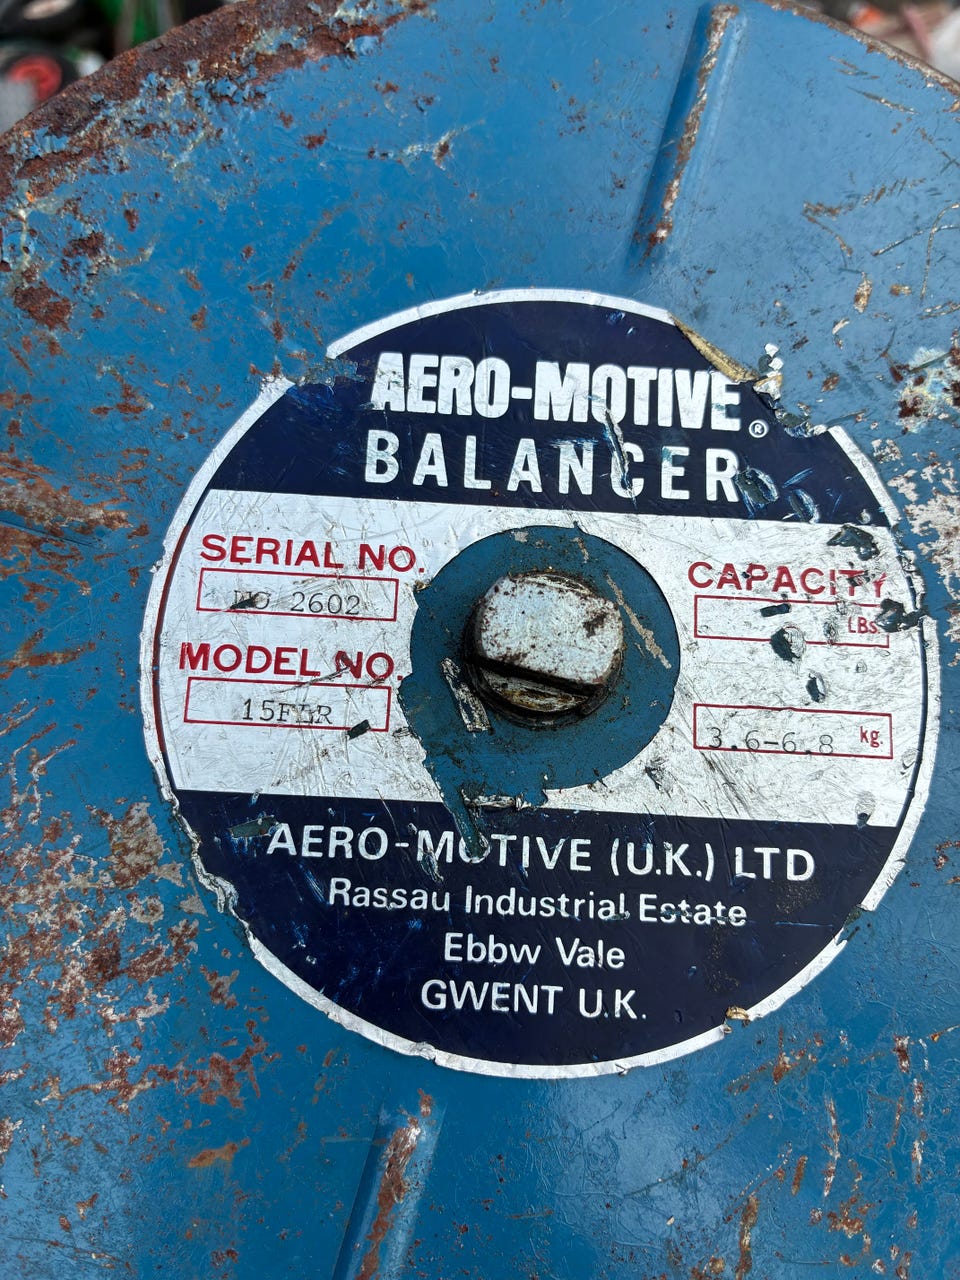 AERO-MOTIVE®
BALANCER
SERIAL NO.
2602
MODEL NO.
CAPACITY
LBs.
3.6-6.8 kg.
AERO-MOTIVE (U.K.) LTD
Rassau Industrial Estate
Ebbw Vale
GWENT U.K.